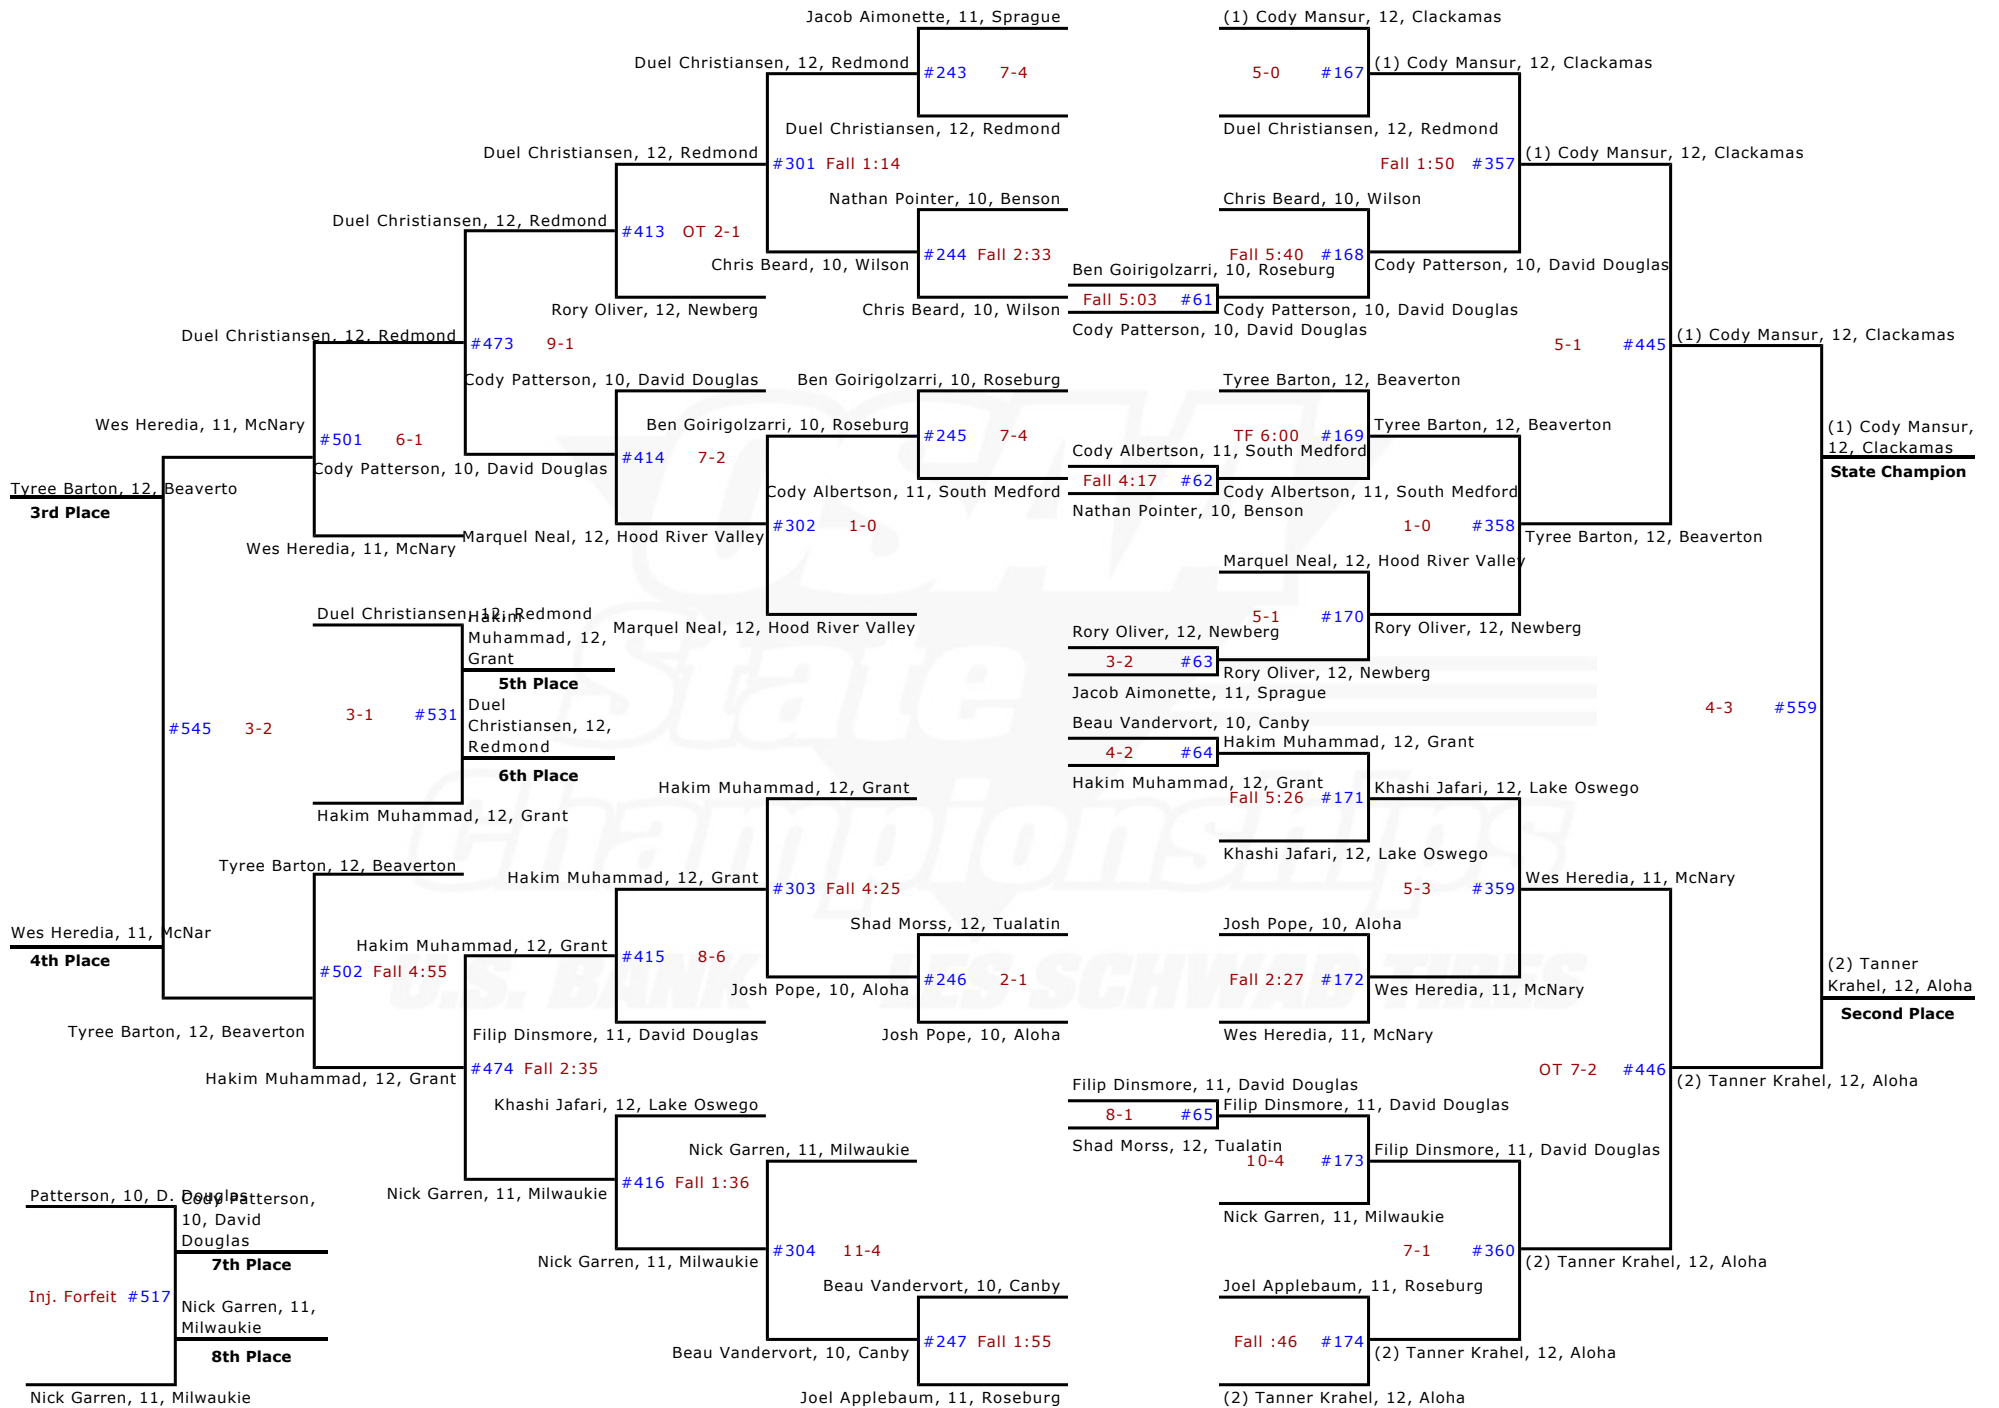 Jacob Aimonette, 11, Sprague
(1) Cody Mansur, 12, Clackamas
Duel Christiansen, 12, Redmond
#243 7-4
5-0 #167
(1) Cody Mansur, 12, Clackamas
Duel Christiansen, 12, Redmond
Duel Christiansen, 12, Redmond
Duel Christiansen, 12, Redmond
#301 Fall 1:14
Fall 1:50 #357
(1) Cody Mansur, 12, Clackamas
Nathan Pointer, 10, Benson
Chris Beard, 10, Wilson
Duel Christiansen, 12, Redmond
#413 OT 2-1
Chris Beard, 10, Wilson
#244 Fall 2:33
Fall 5:40 #168
Cody Patterson, 10, David Douglas
Ben Goirigolzarri, 10, Roseburg
Fall 5:03 #61
Rory Oliver, 12, Newberg
Chris Beard, 10, Wilson
Cody Patterson, 10, David Douglas
Cody Patterson, 10, David Douglas
Duel Christiansen, 12, Redmond
#473 9-1
5-1 #445
(1) Cody Mansur, 12, Clackamas
Cody Patterson, 10, David Douglas
Ben Goirigolzarri, 10, Roseburg
Tyree Barton, 12, Beaverton
Wes Heredia, 11, McNary
#501 6-1
Ben Goirigolzarri, 10, Roseburg
#245 7-4
TF 6:00 #169
Tyree Barton, 12, Beaverton
(1) Cody Mansur,
12, Clackamas
State Champion
Cody Patterson, 10, David Douglas
#414 7-2
Cody Albertson, 11, South Medford
Fall 4:17 #62
Tyree Barton, 12, Beaverto
3rd Place
Cody Albertson, 11, South Medford
Cody Albertson, 11, South Medford
Nathan Pointer, 10, Benson
OSAA
#302 1-0
1-0 #358
Wes Heredia, 11, McNary
Marquel Neal, 12, Hood River Valley
Tyree Barton, 12, Beaverton
Marquel Neal, 12, Hood River Valley
Duel Christiansen, 12, Redmond
Hakim
Muhammad, 12,
Grant
5th Place
5-1 #170
Marquel Neal, 12, Hood River Valley
Rory Oliver, 12, Newberg
Rory Oliver, 12, Newberg
3-2 #63
Rory Oliver, 12, Newberg
Jacob Aimonette, 11, Sprague
State
#545 3-2
3-1 #531
Duel
Christiansen, 12,
Redmond
6th Place
4-3 #559
Beau Vandervort, 10, Canby
4-2 #64
Hakim Muhammad, 12, Grant
Hakim Muhammad, 12, Grant
Hakim Muhammad, 12, Grant
Fall 5:26 #171
Khashi Jafari, 12, Lake Oswego
Hakim Muhammad, 12, Grant
Championships
Khashi Jafari, 12, Lake Oswego
Tyree Barton, 12, Beaverton
Hakim Muhammad, 12, Grant
#303 Fall 4:25
5-3 #359
Wes Heredia, 11, McNary
Shad Morss, 12, Tualatin
Josh Pope, 10, Aloha
Wes Heredia, 11, McNar
4th Place
Hakim Muhammad, 12, Grant
#415 8-6
#502 Fall 4:55
U.S. BANK LES SCHWAB TIRES
Josh Pope, 10, Aloha
#246 2-1
Fall 2:27 #172
Wes Heredia, 11, McNary
(2) Tanner
Krahel, 12, Aloha
Second Place
Tyree Barton, 12, Beaverton
Filip Dinsmore, 11, David Douglas
Josh Pope, 10, Aloha
Wes Heredia, 11, McNary
Hakim Muhammad, 12, Grant
#474 Fall 2:35
OT 7-2 #446
(2) Tanner Krahel, 12, Aloha
Khashi Jafari, 12, Lake Oswego
Filip Dinsmore, 11, David Douglas
8-1 #65
Filip Dinsmore, 11, David Douglas
Shad Morss, 12, Tualatin
Nick Garren, 11, Milwaukie
10-4 #173
Filip Dinsmore, 11, David Douglas
Nick Garren, 11, Milwaukie
#416 Fall 1:36
Patterson, 10, D. Douglas
Cody Patterson,
10, David
Douglas
7th Place
Nick Garren, 11, Milwaukie
Nick Garren, 11, Milwaukie
#304 11-4
7-1 #360
(2) Tanner Krahel, 12, Aloha
Inj. Forfeit #517
Nick Garren, 11,
Milwaukie
8th Place
Beau Vandervort, 10, Canby
Joel Applebaum, 11, Roseburg
Beau Vandervort, 10, Canby
#247 Fall 1:55
Fall :46 #174
(2) Tanner Krahel, 12, Aloha
Nick Garren, 11, Milwaukie
Joel Applebaum, 11, Roseburg
(2) Tanner Krahel, 12, Aloha